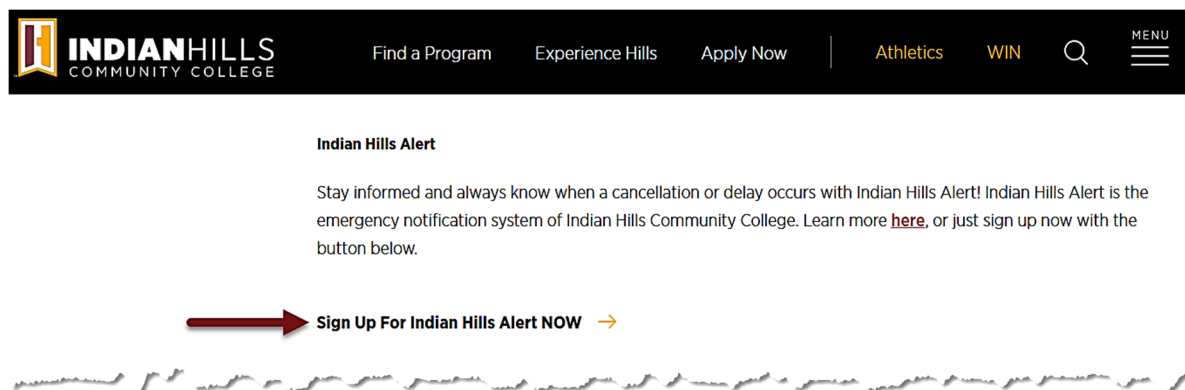 INDIANHILLS
COMMUNITY COLLEGE
Find a Program
Experience Hills
Apply Now
Athletics
WIN
MENU
Indian Hills Alert
Stay informed and always know when a cancellation or delay occurs with Indian Hills Alert! Indian Hills Alert is the
emergency notification system of Indian Hills Community College. Learn more here, or just sign up now with the
button below.
Sign Up For Indian Hills Alert NOW